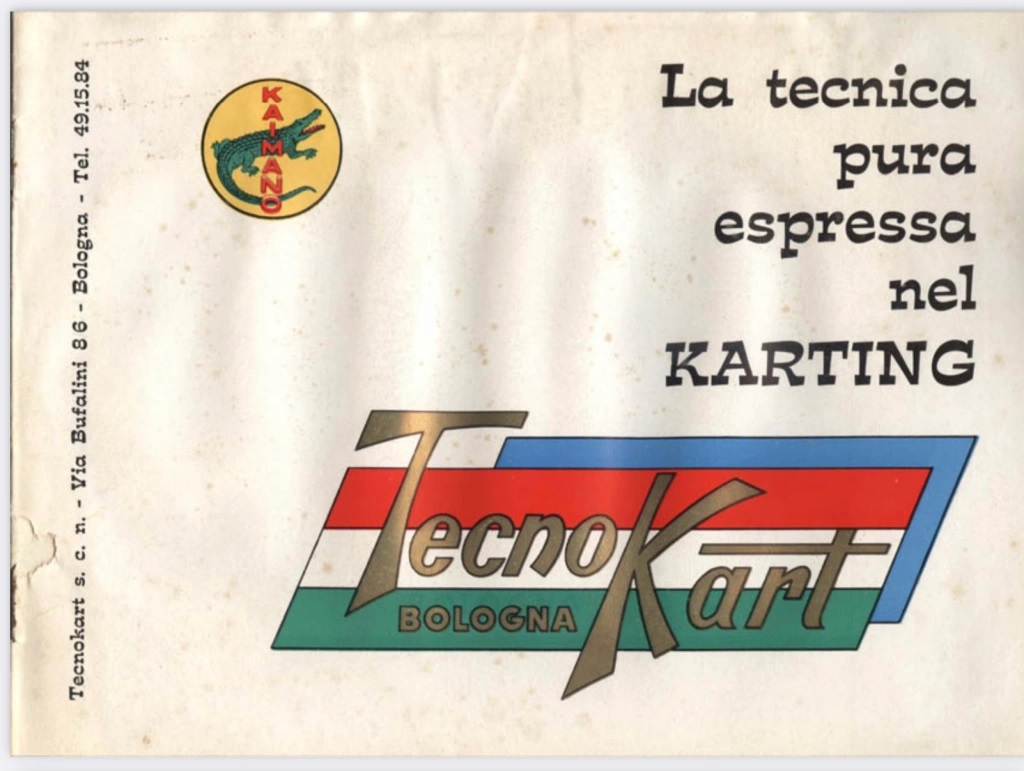 Tecnokart s. c. n. - Via Bufalini 86 - Bologna - Tel. 49.15.84
KAIMANO
La tecnica
pura
espressa
nel
KARTING
TecnoKart
BOLOGNA